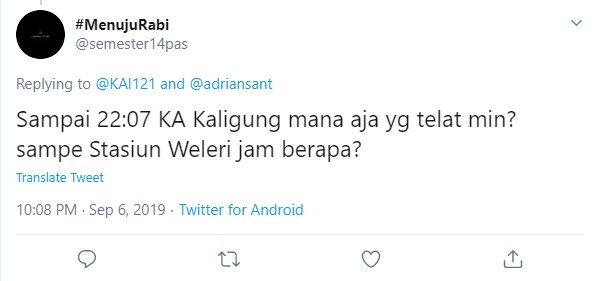 #MenujuRabi
@semester14pas
Replying to @KAI121 and @adriansant
Sampai 22:07 KA Kaligung mana aja yg telat min?
sampe Stasiun Weleri jam berapa?
Translate Tweet
10:08 PM · Sep 6, 2019 · Twitter for Android